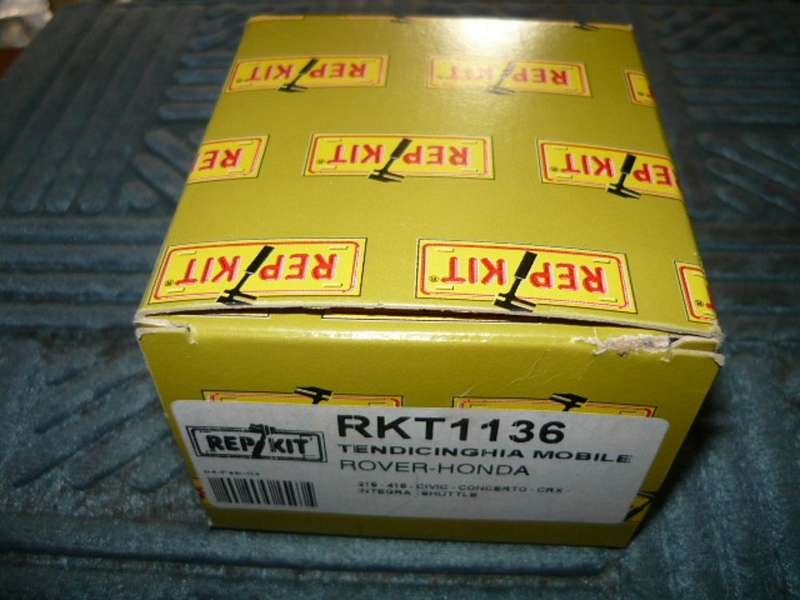 REP KIT REP KIT
REP REP KIT REP KIT
REP KIT® REP KIT®
REP KIT
RKT1136
TENDICINGHIA MOBILE
ROVER-HONDA
216 - 416 - CIVIC - CONCERTO - CRX -
INTEGRA - SHUTTLE